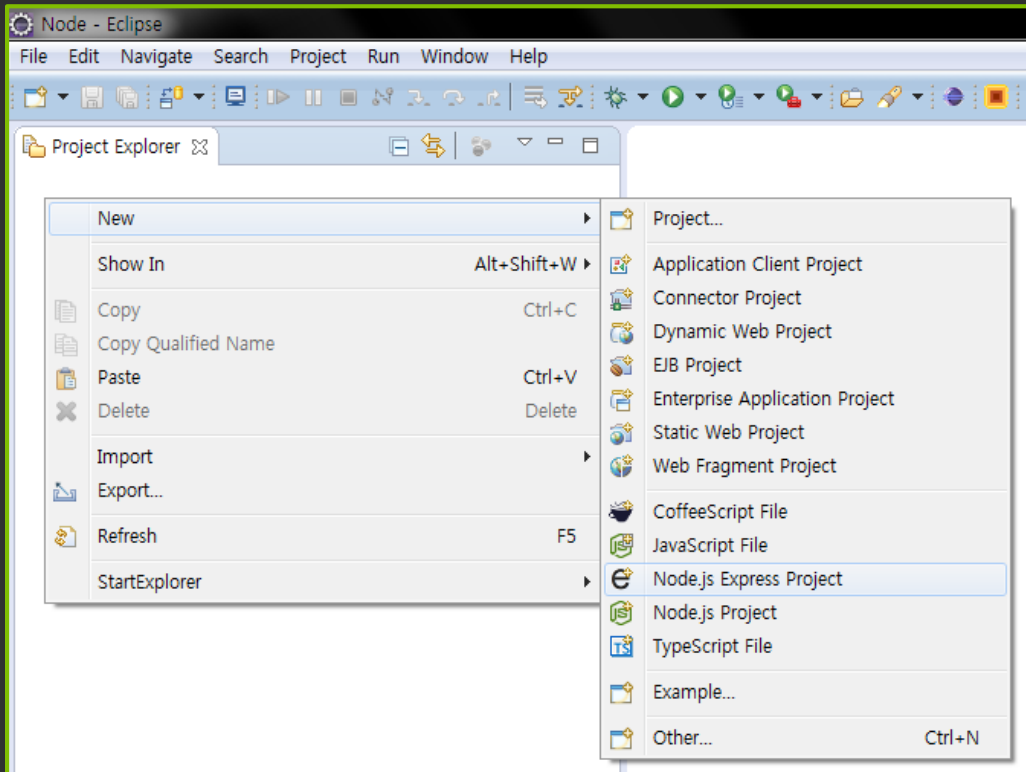 Node - Eclipse
File Edit Navigate Search Project Run Window Help
Project Explorer
New
Show In Alt+Shift+W
Copy Ctrl+C
Copy Qualified Name
Paste Ctrl+V
Delete Delete
Import
Export...
Refresh F5
StartExplorer
Project...
Application Client Project
Connector Project
Dynamic Web Project
EJB Project
Enterprise Application Project
Static Web Project
Web Fragment Project
CoffeeScript File
JavaScript File
Node.js Express Project
Node.js Project
TypeScript File
Example...
Other... Ctrl+N